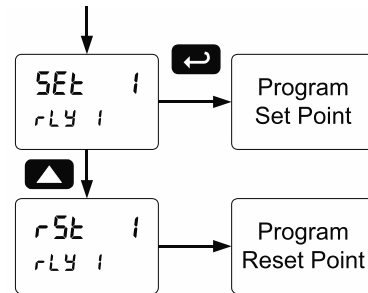 SEt 1
rLY 1
Program
Set Point
rSt 1
rLY 1
Program
Reset Point